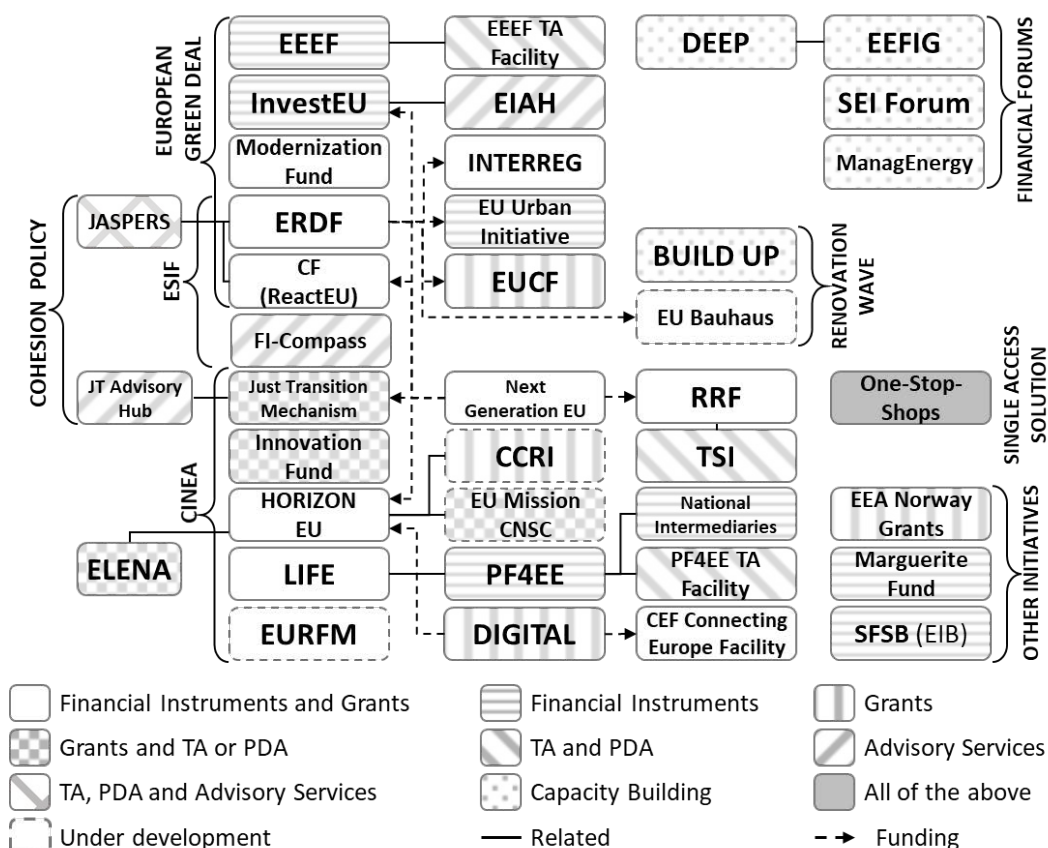 EUROPEAN
GREEN DEAL
COHESION POLICY
ESIF
CINEA
EEEF
EEEF TA
Facility
DEEP
EEFIG
InvestEU
EIAH
SEI Forum
Modernization
Fund
INTERREG
ManagEnergy
FINANCIAL FORUMS
JASPERS
ERDF
EU Urban
Initiative
BUILD UP
CF
(ReactEU)
EUCF
EU Bauhaus
RENOVATION
WAVE
FI-Compass
JT Advisory
Hub
Just Transition
Mechanism
Next
Generation EU
RRF
One-Stop-
Shops
SINGLE ACCESS
SOLUTION
Innovation
Fund
CCRI
TSI
HORIZON
EU
EU Mission
CNSC
National
Intermediaries
EEA Norway
Grants
ELENA
LIFE
PF4EE
PF4EE TA
Facility
Marguerite
Fund
EURFM
DIGITAL
CEF Connecting
Europe Facility
SFSB (EIB)
OTHER INITIATIVES
Financial Instruments and Grants
Financial Instruments
Grants
Grants and TA or PDA
TA and PDA
Advisory Services
TA, PDA and Advisory Services
Capacity Building
All of the above
Under development
Related
Funding